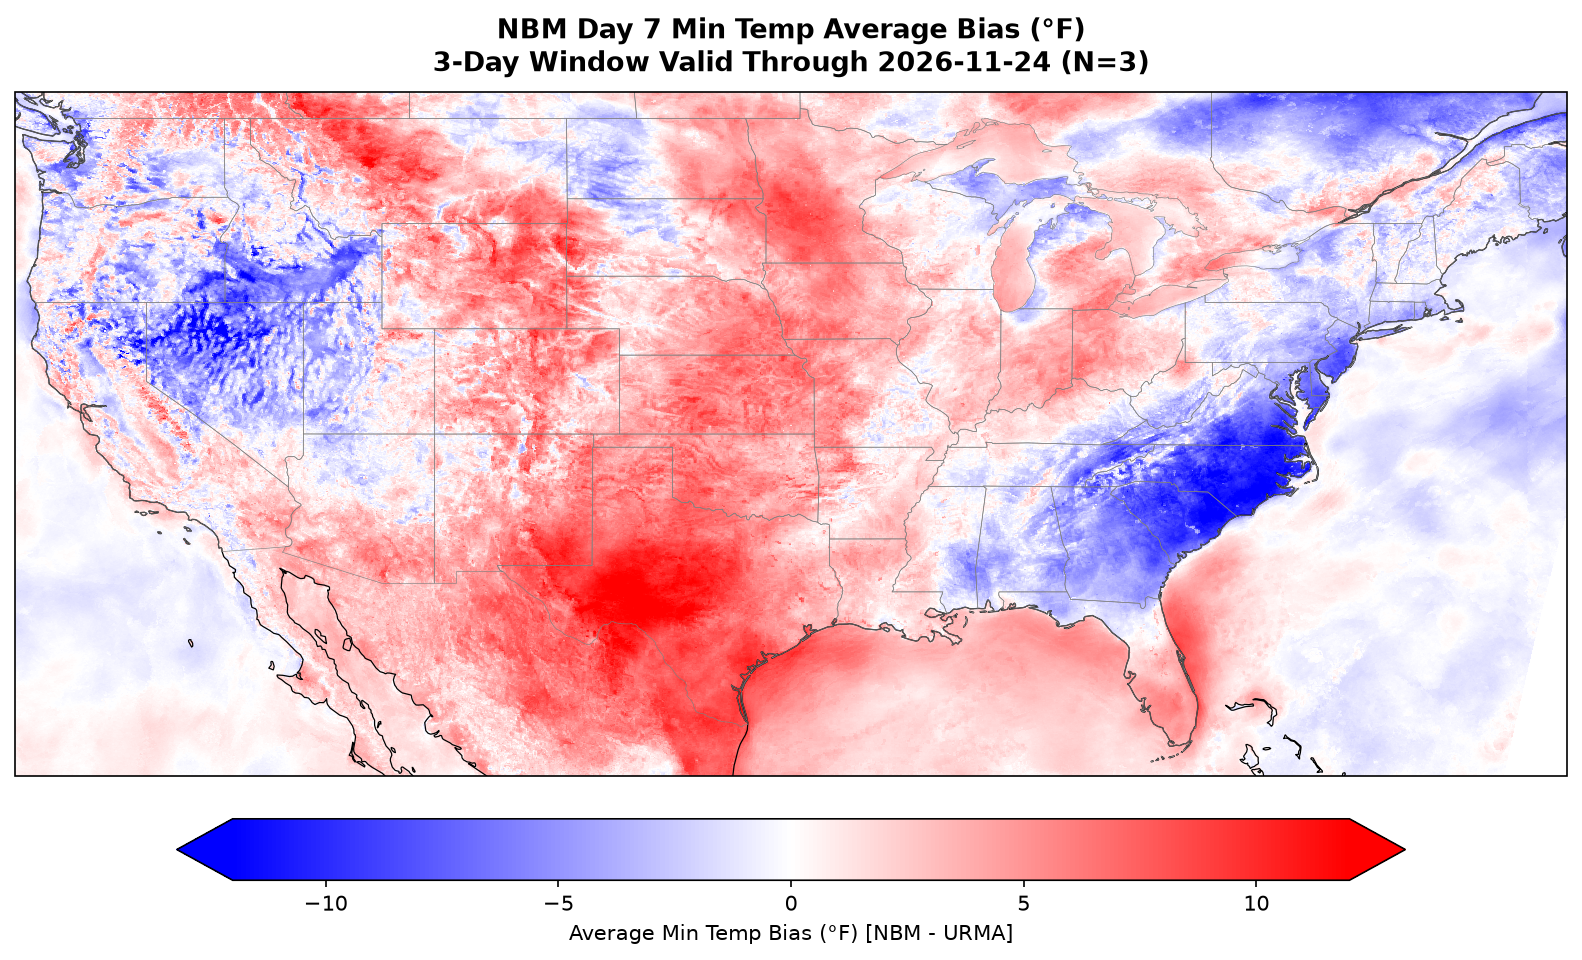 NBM Day 7 Min Temp Average Bias (°F)
3-Day Window Valid Through 2026-11-24 (N=3)
−10 −5 0 5 10
Average Min Temp Bias (°F) [NBM - URMA]